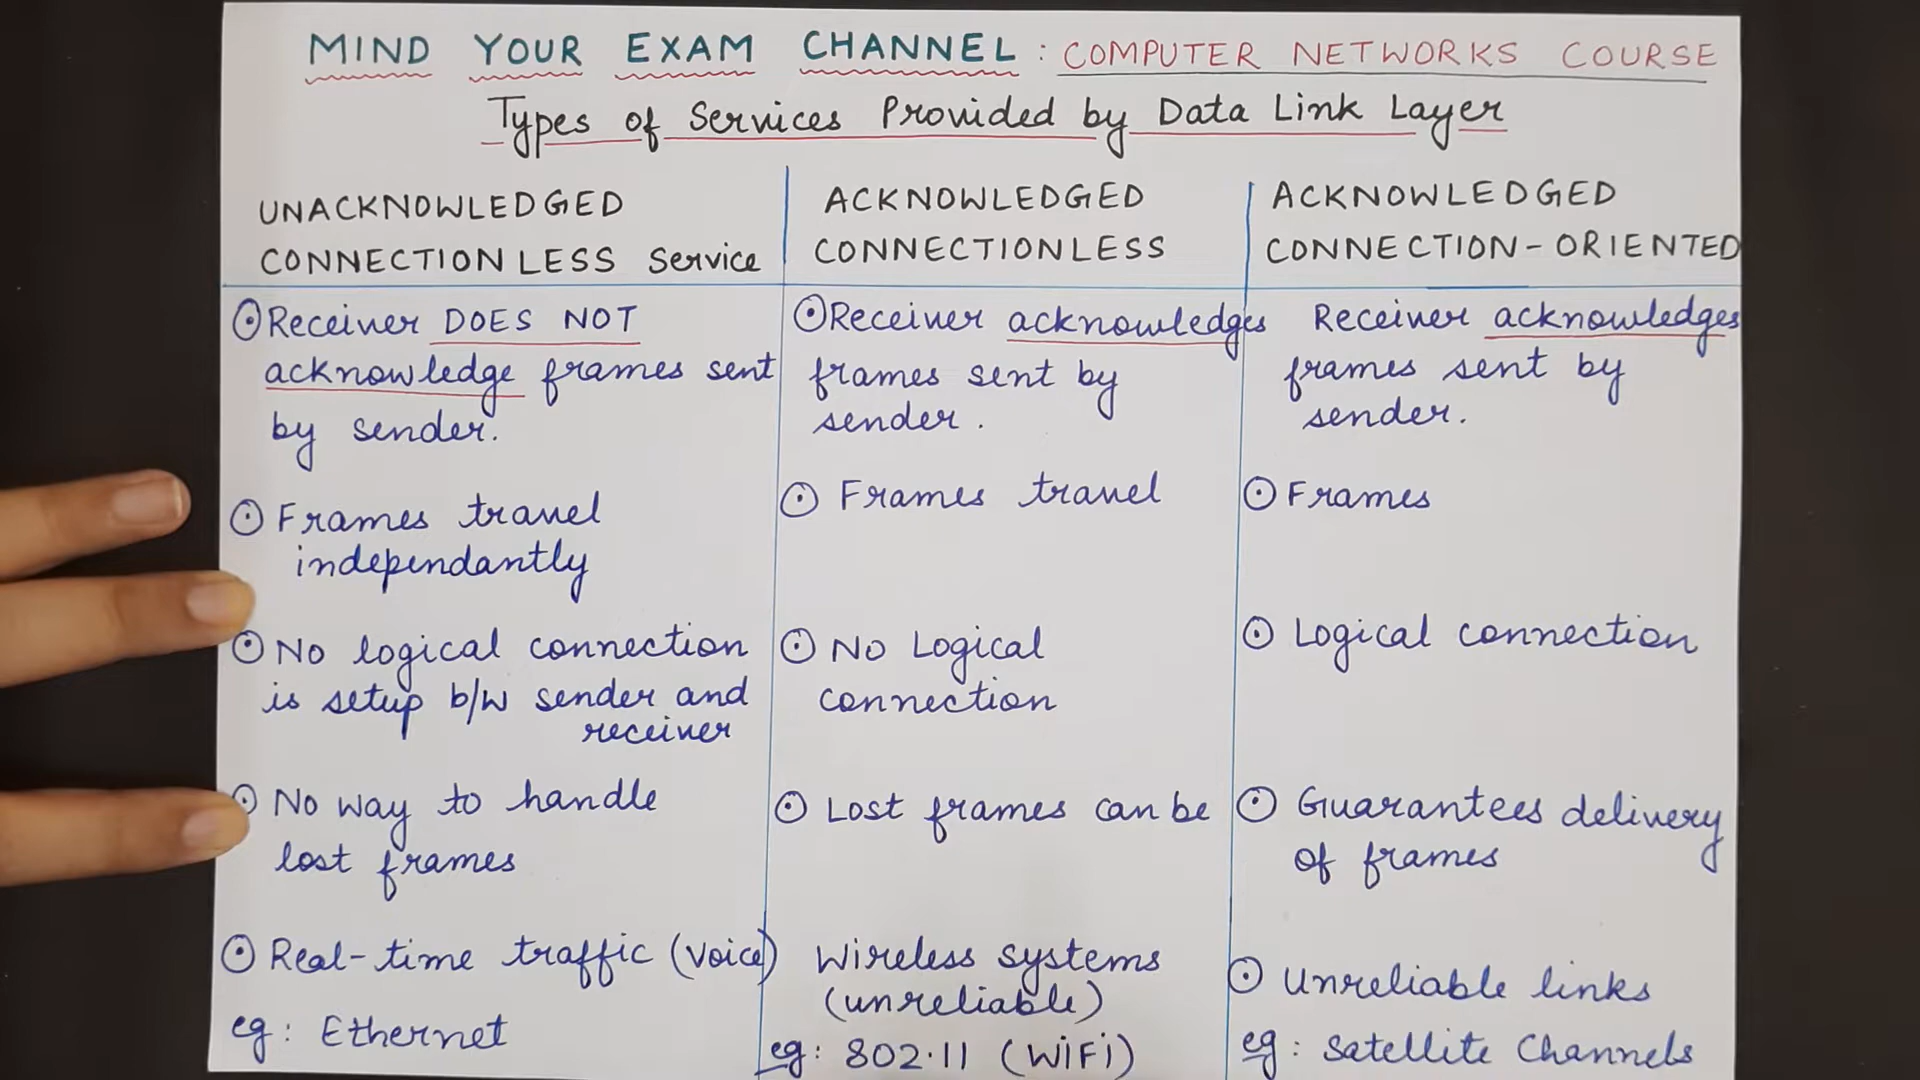 MIND YOUR EXAM CHANNEL : COMPUTER NETWORKS COURSE
Types of Services Provided by Data Link Layer
UNACKNOWLEDGED
CONNECTIONLESS Service
⊙ Receiver DOES NOT
acknowledge frames sent
by sender.
⊙ Frames travel
independantly
⊙ No logical connection
is setup b/w sender and
receiver
⊙ No way to handle
lost frames
⊙ Real-time traffic (voice)
eg: Ethernet
ACKNOWLEDGED
CONNECTIONLESS
⊙ Receiver acknowledges
frames sent by
sender.
⊙ Frames travel
⊙ No Logical
connection
⊙ Lost frames can be
Wireless systems
(unreliable)
eg: 802.11 (WiFi)
ACKNOWLEDGED
CONNECTION-ORIENTED
Receiver acknowledges
frames sent by
sender.
⊙ Frames
⊙ Logical connection
⊙ Guarantees delivery
of frames
⊙ Unreliable links
eg: Satellite Channels